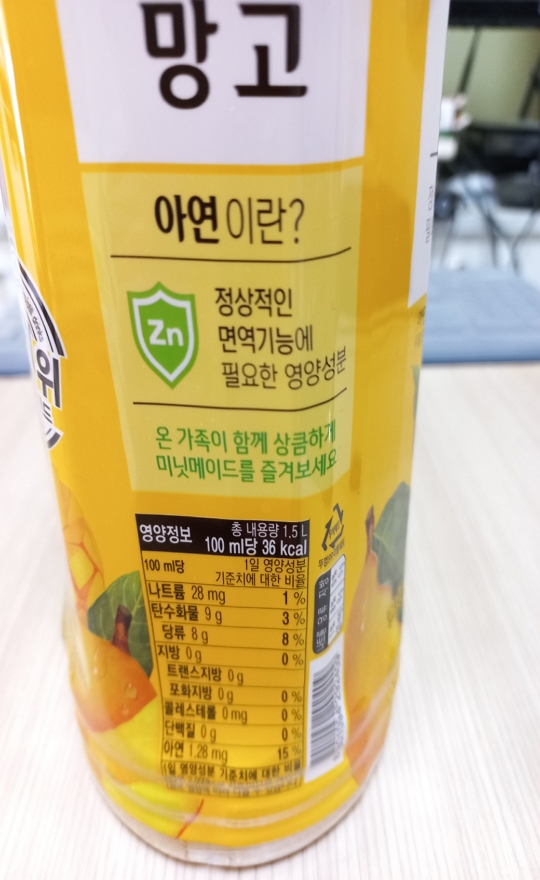 망고
아연이란?
Zn
정상적인
면역기능에
필요한 영양성분
온 가족이 함께 상큼하게
미닛메이드를 즐겨보세요
위
영양정보
총 내용량 1.5 L
100 ml당 36 kcal
100 ml당
1일 영양성분
기준치에 대한 비율
나트륨 28 mg 1 %
탄수화물 9 g 3 %
당류 8 g 8 %
지방 0 g 0 %
트랜스지방 0 g
포화지방 0 g 0 %
콜레스테롤 0 mg 0 %
단백질 0 g 0 %
아연 1.28 mg 15 %
1일 영양성분 기준치에 대한 비율